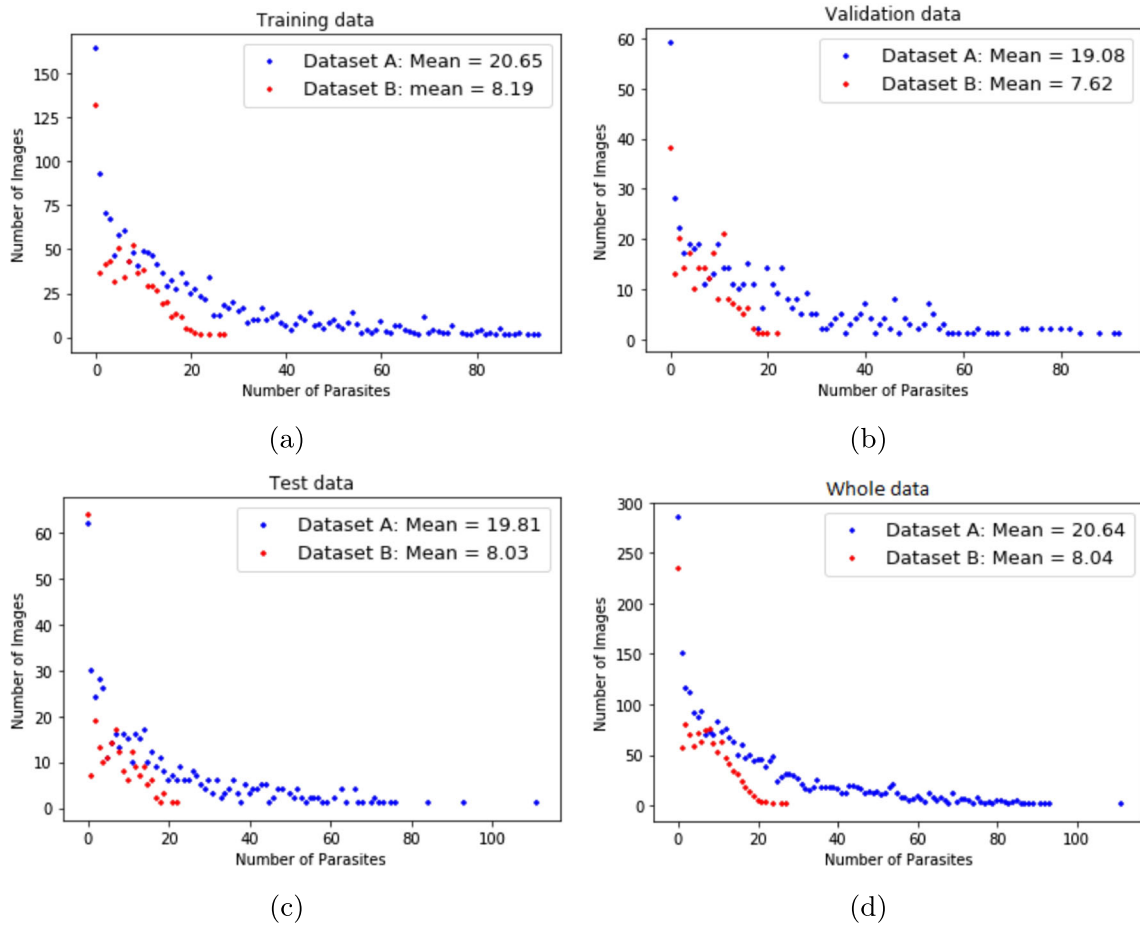 Training data
Dataset A: Mean = 20.65
Dataset B: mean = 8.19
150
125
100
75
50
25
0
Number of Images
0 20 40 60 80
Number of Parasites
(a)
Validation data
Dataset A: Mean = 19.08
Dataset B: Mean = 7.62
60
50
40
30
20
10
0
Number of Images
0 20 40 60 80
Number of Parasites
(b)
Test data
Dataset A: Mean = 19.81
Dataset B: Mean = 8.03
60
50
40
30
20
10
0
Number of Images
0 20 40 60 80 100
Number of Parasites
(c)
Whole data
Dataset A: Mean = 20.64
Dataset B: Mean = 8.04
300
250
200
150
100
50
0
Number of Images
0 20 40 60 80 100
Number of Parasites
(d)